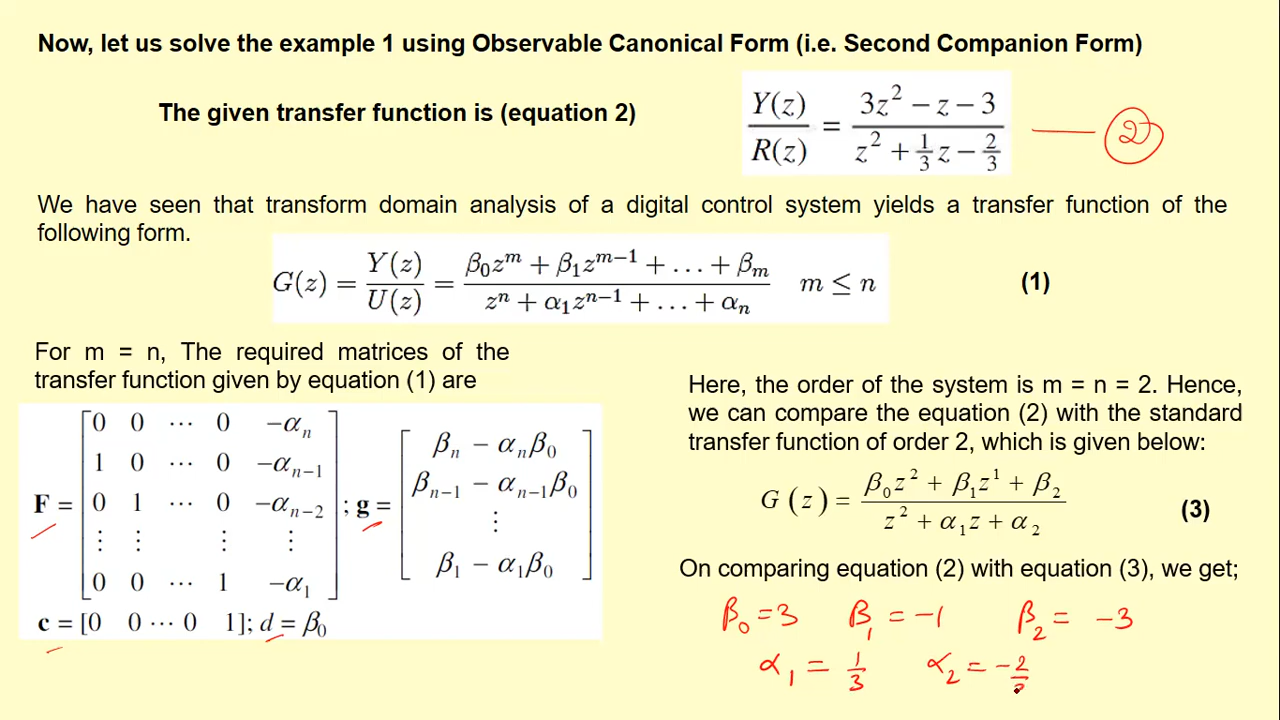 Now, let us solve the example 1 using Observable Canonical Form (i.e. Second Companion Form)
The given transfer function is (equation 2)
Y(z)/R(z) = (3z² − z − 3)/(z² + 1/3 z − 2/3) — 2
We have seen that transform domain analysis of a digital control system yields a transfer function of the
following form.
G(z) = Y(z)/U(z) = (β₀zᵐ + β₁zᵐ⁻¹ + … + βₘ)/(zⁿ + α₁zⁿ⁻¹ + … + αₙ) m ≤ n (1)
For m = n, The required matrices of the
transfer function given by equation (1) are
F = [0 0 ⋯ 0 −αₙ
1 0 ⋯ 0 −αₙ₋₁
0 1 ⋯ 0 −αₙ₋₂
⋮ ⋮ ⋮ ⋮
0 0 ⋯ 1 −α₁]
; g = [βₙ − αₙβ₀
βₙ₋₁ − αₙ₋₁β₀
⋮
β₁ − α₁β₀]
c = [0 0 ⋯ 0 1]; d = β₀
Here, the order of the system is m = n = 2. Hence,
we can compare the equation (2) with the standard
transfer function of order 2, which is given below:
G (z) = (β₀z² + β₁z¹ + β₂)/(z² + α₁z + α₂) (3)
On comparing equation (2) with equation (3), we get;
β₀ = 3 β₁ = −1 β₂ = −3
α₁ = 1/3 α₂ = −2/